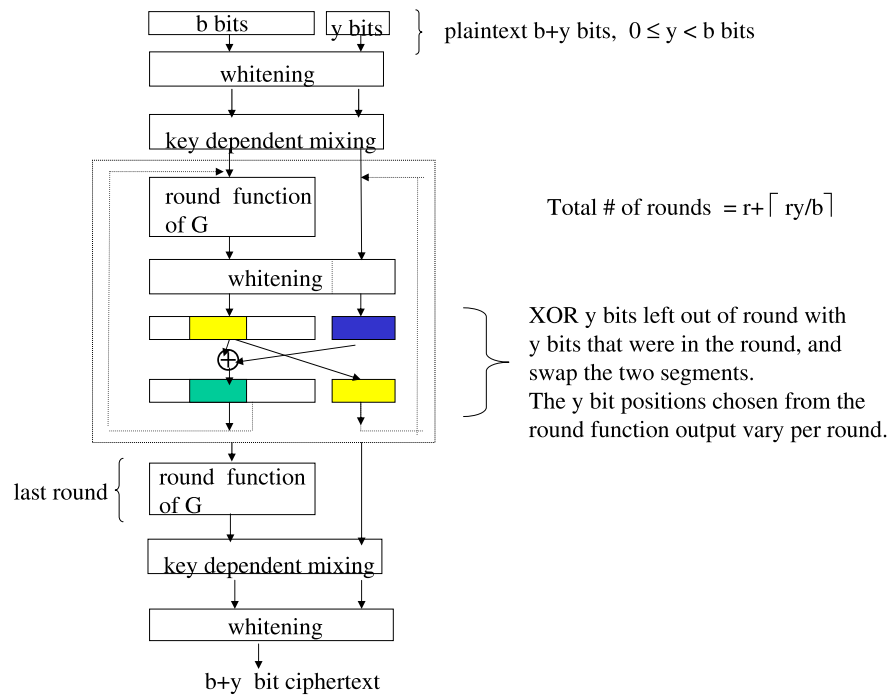 b bits
y bits
plaintext b+y bits, 0 ≤ y < b bits
whitening
key dependent mixing
round function
of G
Total # of rounds = r+⌈ ry/b⌉
whitening
XOR y bits left out of round with
y bits that were in the round, and
swap the two segments.
The y bit positions chosen from the
round function output vary per round.
last round
round function
of G
key dependent mixing
whitening
b+y bit ciphertext